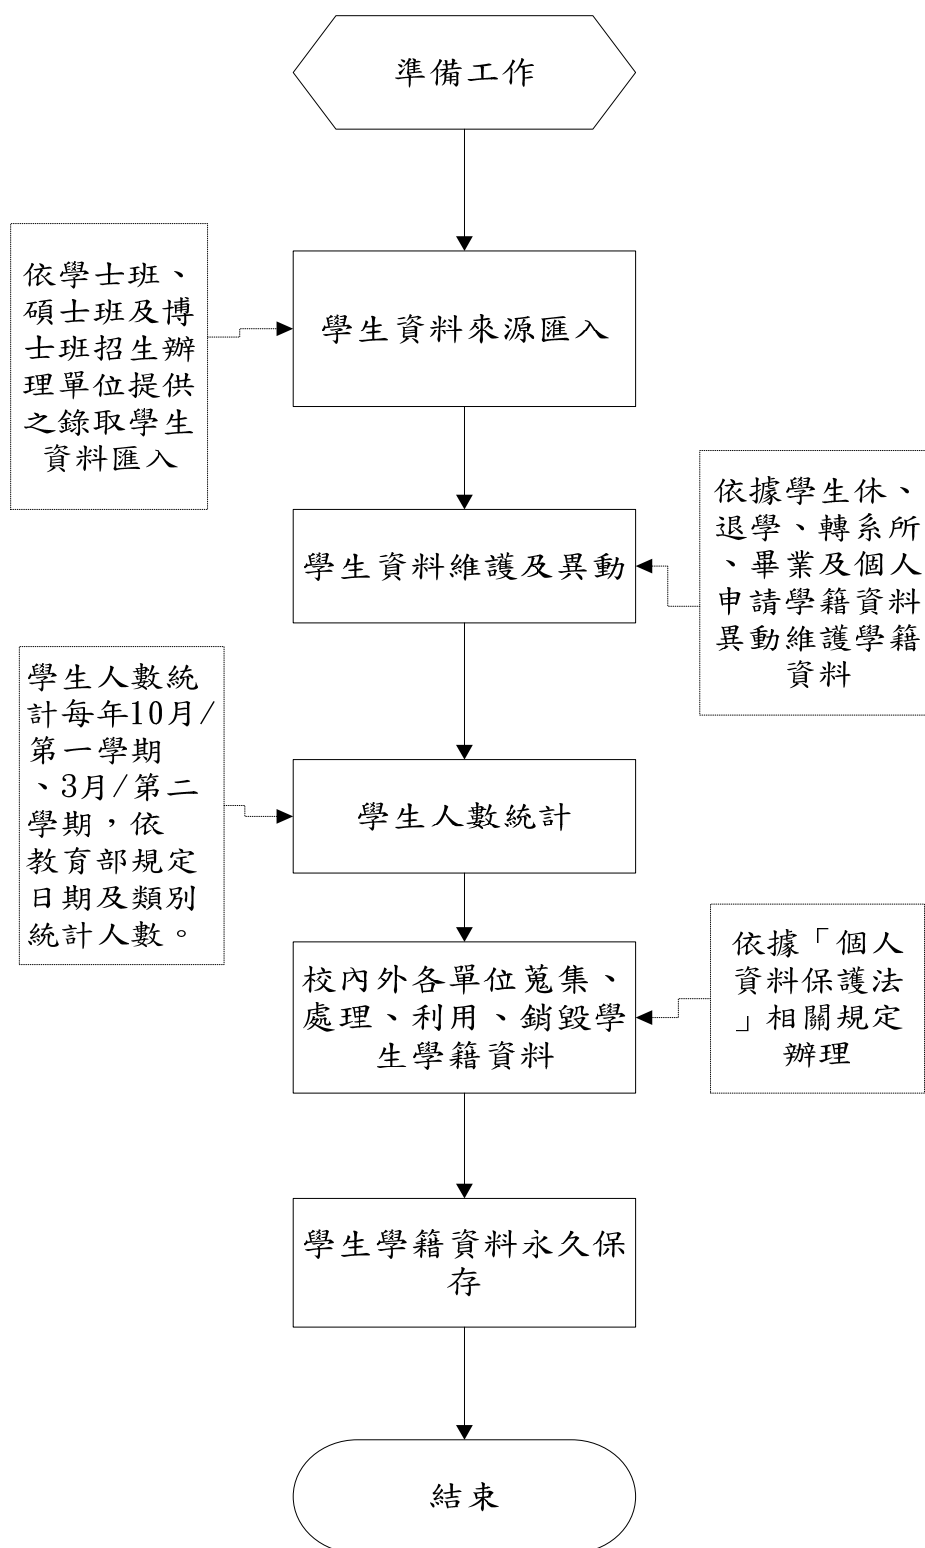 準備工作
依學士班、
碩士班及博
士班招生辦
理單位提供
之錄取學生
資料匯入
學生資料來源匯入
依據學生休、
退學、轉系所
、畢業及個人
申請學籍資料
異動維護學籍
資料
學生資料維護及異動
學生人數統
計每年10月/
第一學期
、3月/第二
學期，依
教育部規定
日期及類別
統計人數。
學生人數統計
校內外各單位蒐集、
處理、利用、銷毀學
生學籍資料
依據「個人
資料保護法
」相關規定
辦理
學生學籍資料永久保
存
結束